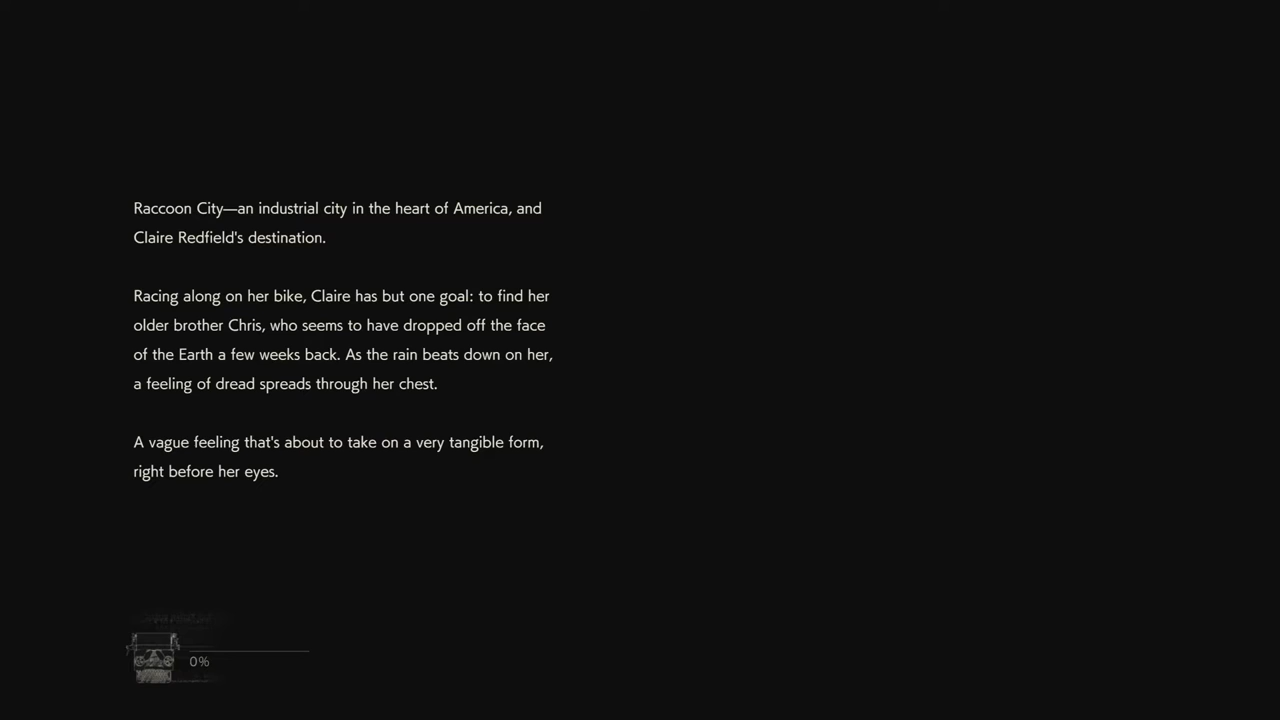 Raccoon City—an industrial city in the heart of America, and
Claire Redfield's destination.
Racing along on her bike, Claire has but one goal: to find her
older brother Chris, who seems to have dropped off the face
of the Earth a few weeks back. As the rain beats down on her,
a feeling of dread spreads through her chest.
A vague feeling that's about to take on a very tangible form,
right before her eyes.
0%